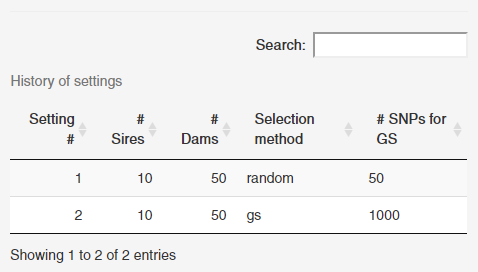 Search:
History of settings
Setting # # Sires # Dams Selection method # SNPs for GS
1 10 50 random 50
2 10 50 gs 1000
Showing 1 to 2 of 2 entries